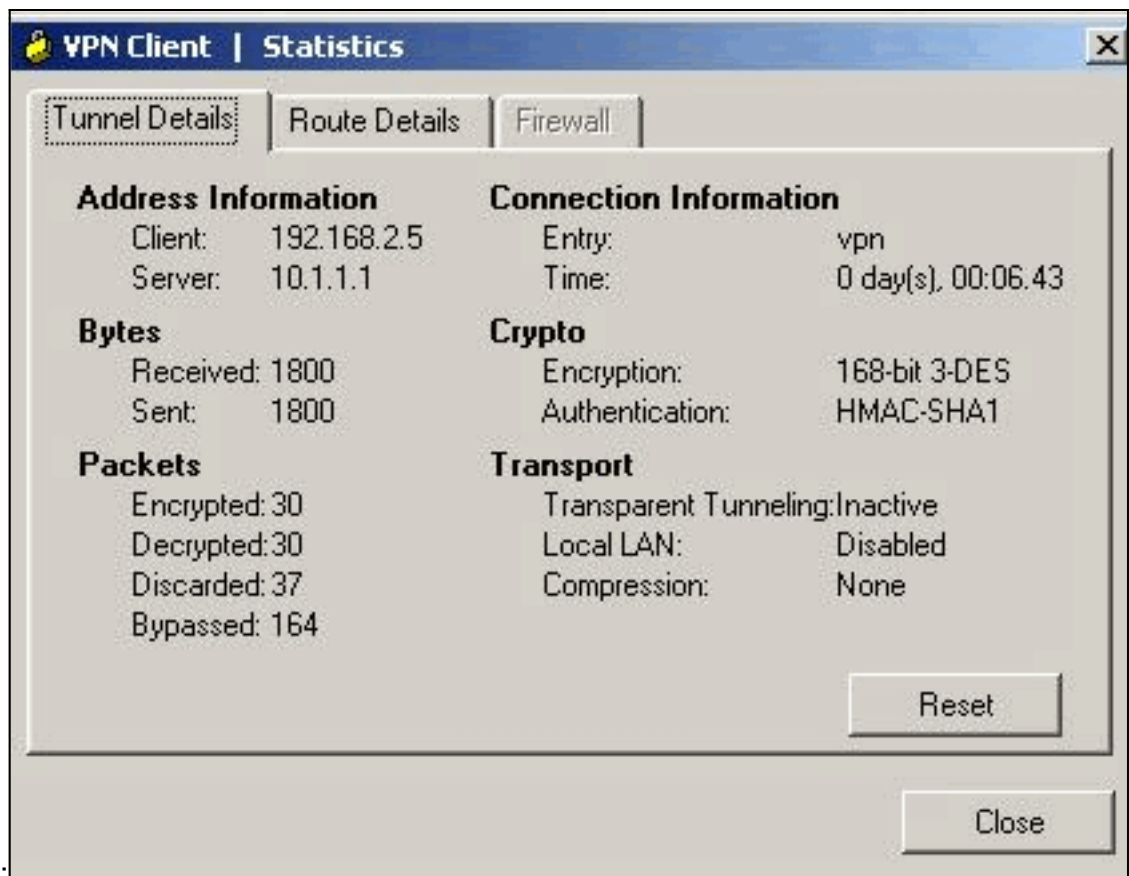 VPN Client | Statistics
Tunnel Details Route Details Firewall
Address Information
Client: 192.168.2.5
Server: 10.1.1.1
Bytes
Received: 1800
Sent: 1800
Packets
Encrypted: 30
Decrypted: 30
Discarded: 37
Bypassed: 164
Connection Information
Entry: vpn
Time: 0 day(s), 00:06.43
Crypto
Encryption: 168-bit 3-DES
Authentication: HMAC-SHA1
Transport
Transparent Tunneling:Inactive
Local LAN: Disabled
Compression: None
Reset
Close
.